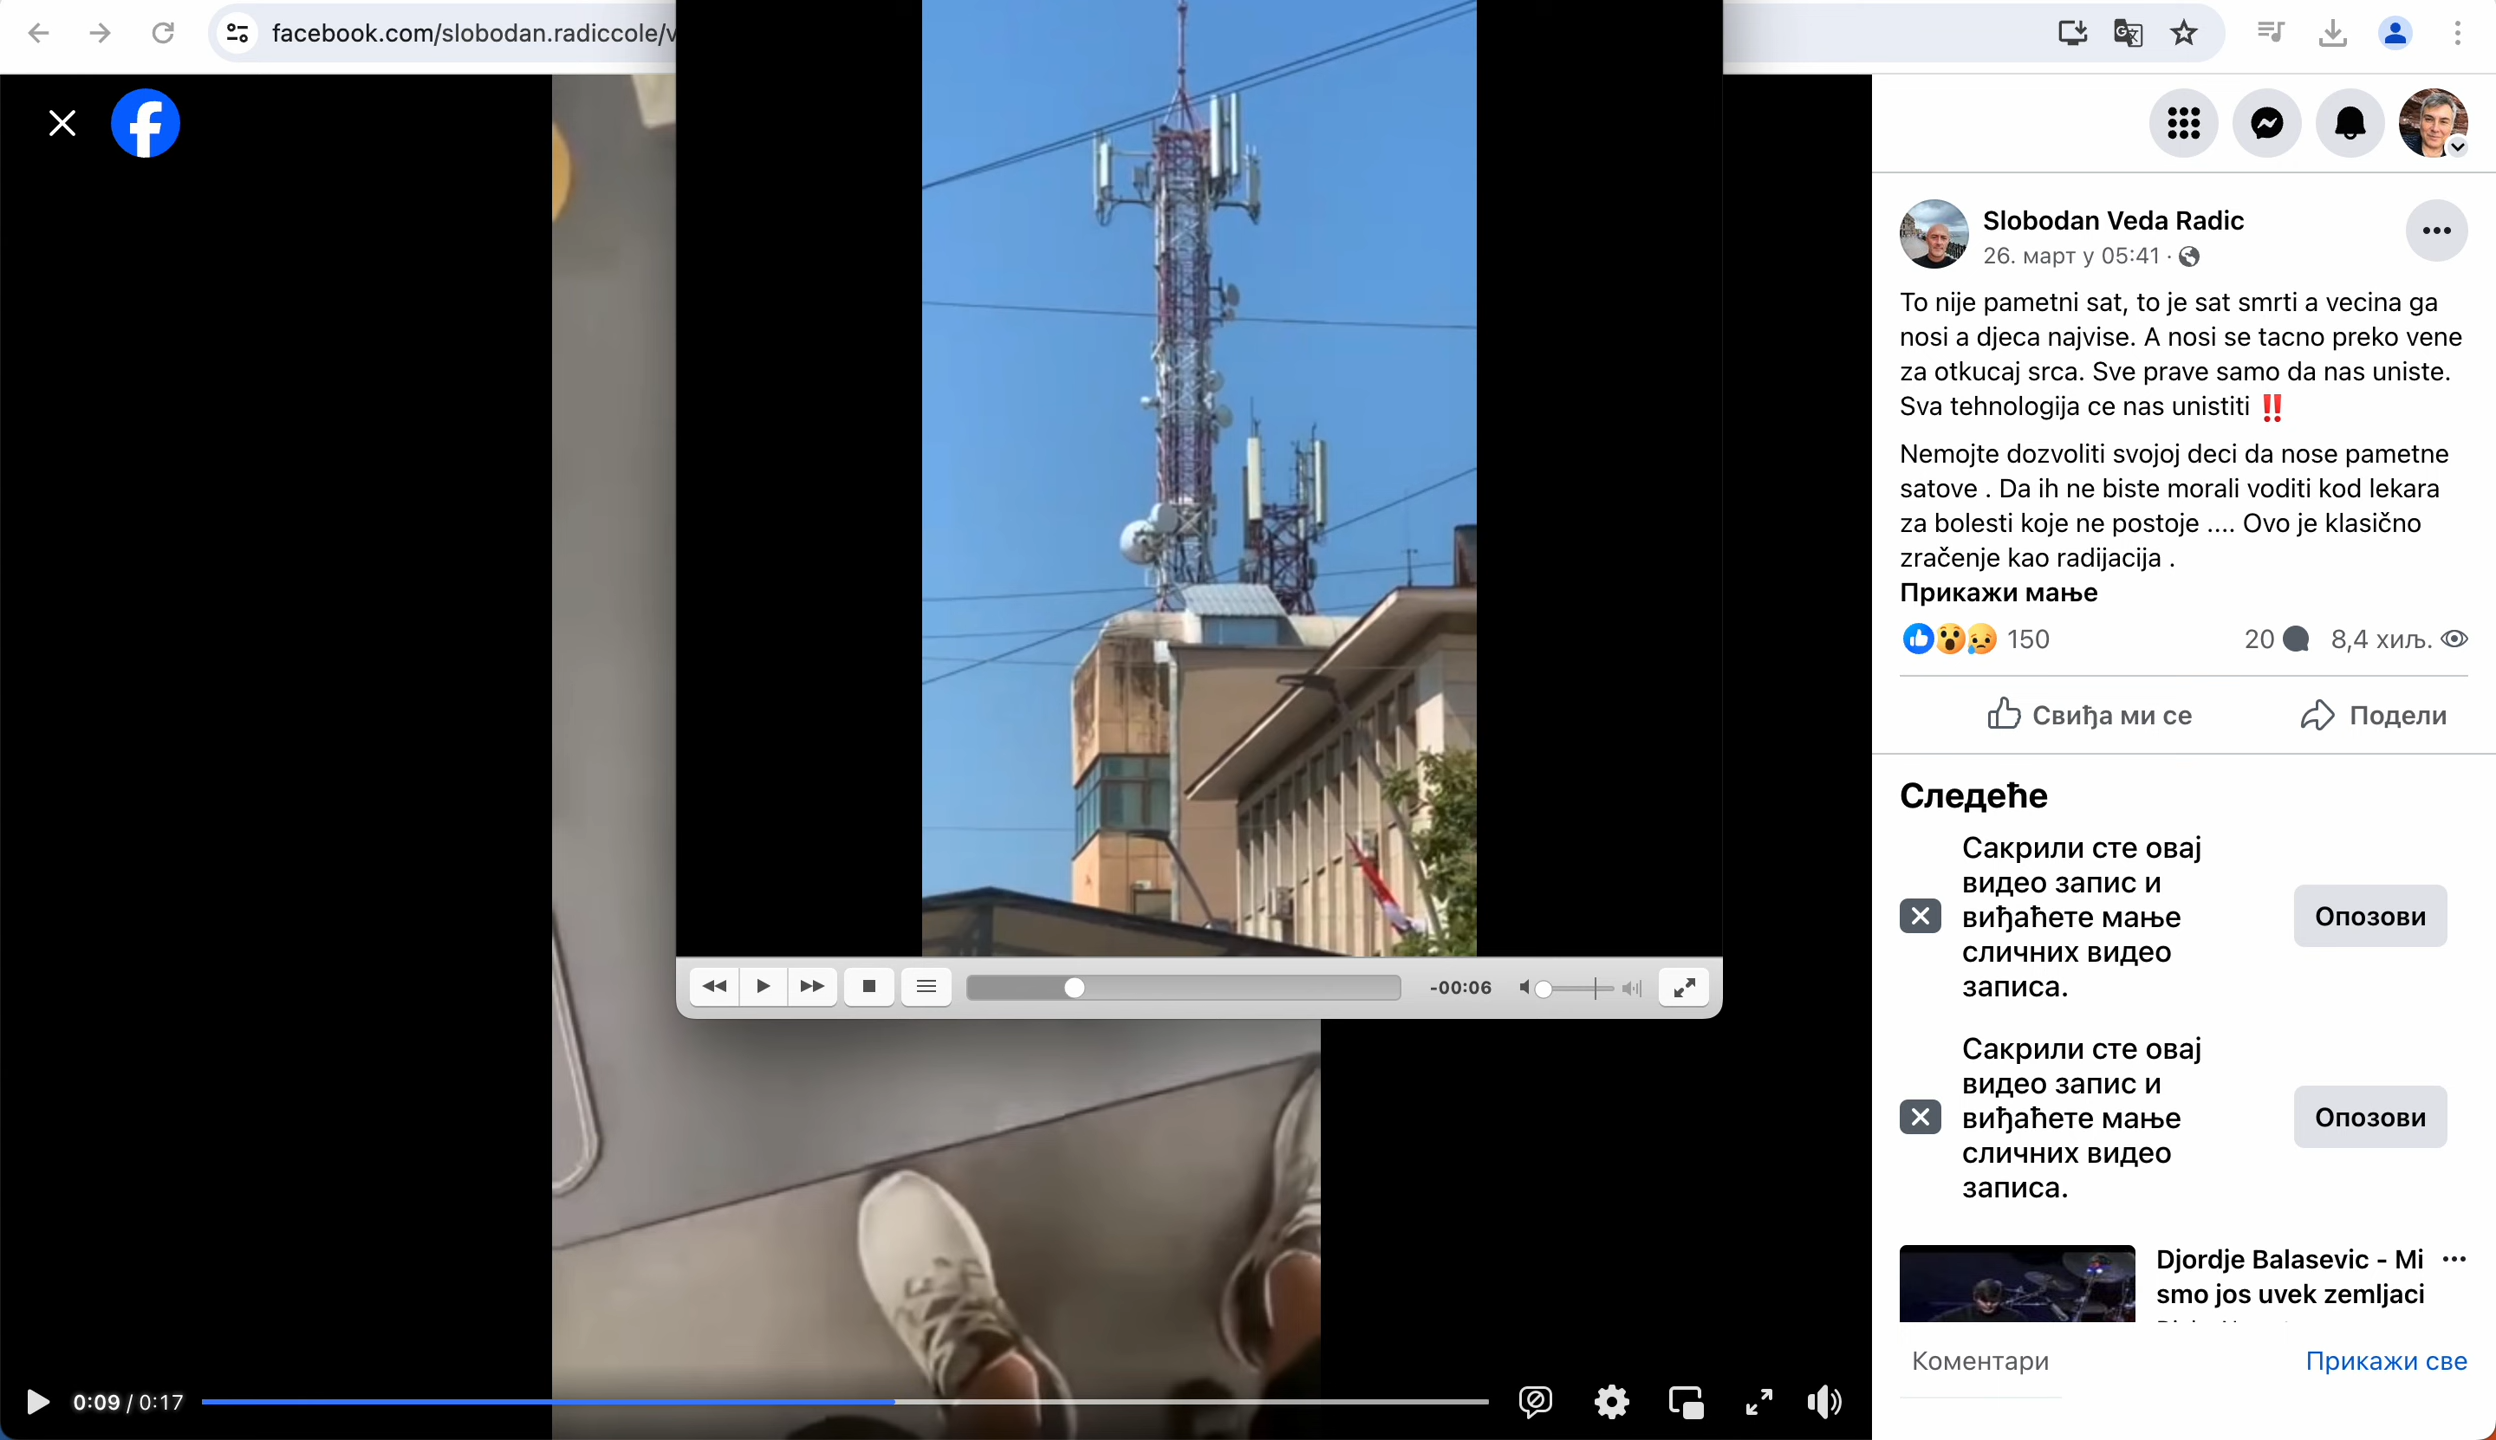 facebook.com/slobodan.radiccole/v
Slobodan Veda Radic
26. март у 05:41 ·
To nije pametni sat, to je sat smrti a vecina ga
nosi a djeca najvise. A nosi se tacno preko vene
za otkucaj srca. Sve prave samo da nas uniste.
Sva tehnologija ce nas unistiti ‼️
Nemojte dozvoliti svojoj deci da nose pametne
satove . Da ih ne biste morali voditi kod lekara
za bolesti koje ne postoje .... Ovo je klasično
zračenje kao radijacija .
Прикажи мање
150
20
8,4 хиљ.
Свиђа ми се
Подели
Следеће
Сакрили сте овај
видео запис и
виђаћете мање
сличних видео
записа.
Опозови
Сакрили сте овај
видео запис и
виђаћете мање
сличних видео
записа.
Опозови
Djordje Balasevic - Mi
smo jos uvek zemljaci
Коментари
Прикажи све
-00:06
0:09 / 0:17